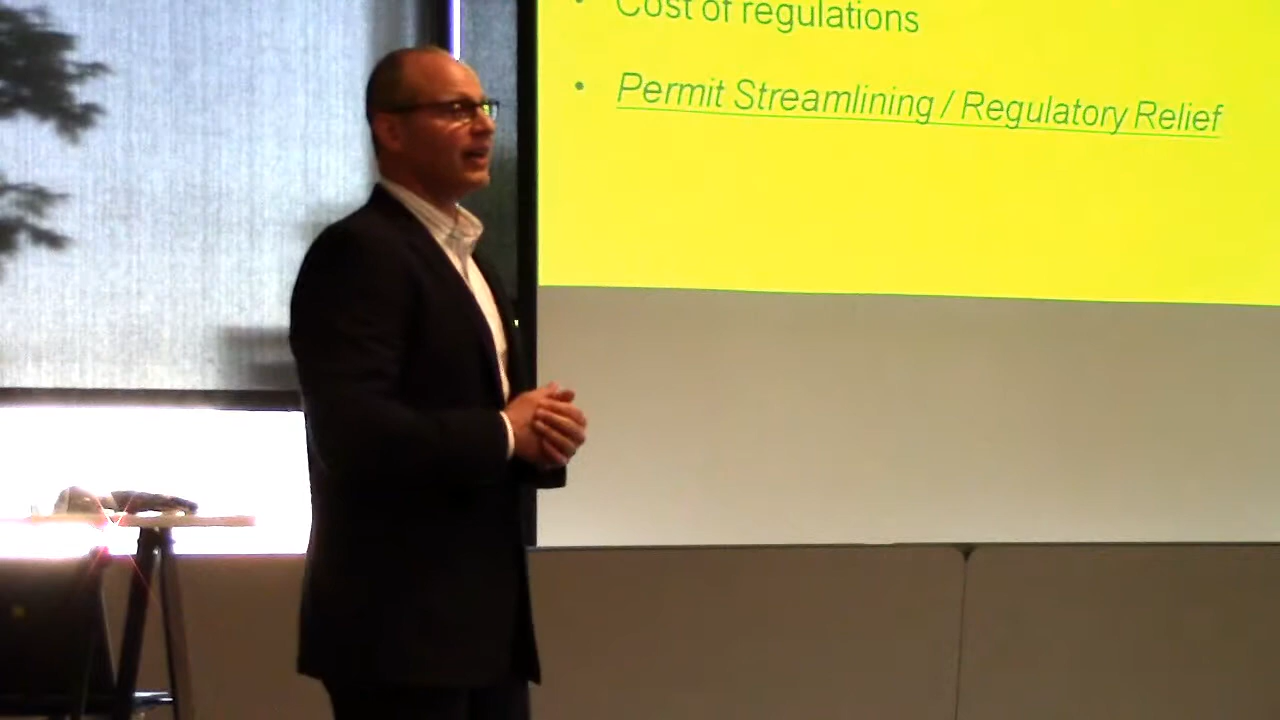 • Cost of regulations
• Permit Streamlining / Regulatory Relief